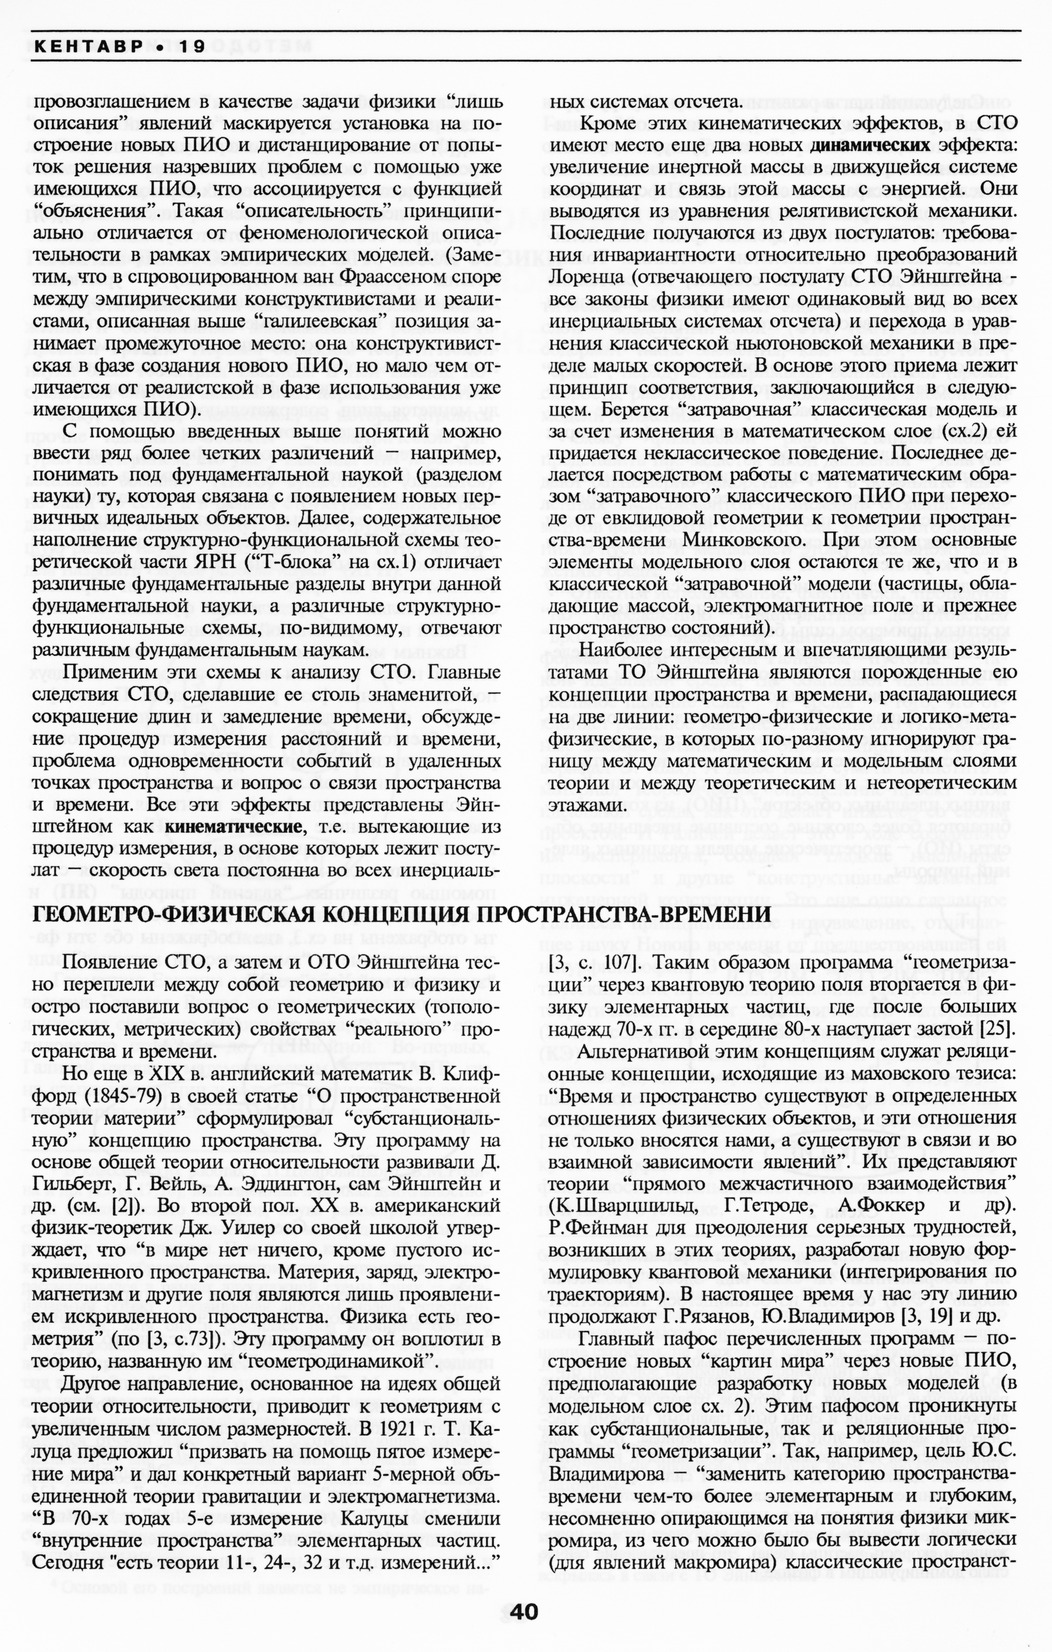 КЕНТАВР • 19
провозглашением в качестве задачи физики “лишь
описания” явлений маскируется установка на по-
строение новых ПИО и дистанцирование от попы-
ток решения назревших проблем с помощью уже
имеющихся ПИО, что ассоциируется с функцией
“объяснения”. Такая “описательность” принципи-
ально отличается от феноменологической описа-
тельности в рамках эмпирических моделей. (Заме-
тим, что в спровоцированном ван Фраассеном споре
между эмпирическими конструктивистами и реали-
стами, описанная выше “галилеевская” позиция за-
нимает промежуточное место: она конструктивист-
ская в фазе создания нового ПИО, но мало чем от-
личается от реалистской в фазе использования уже
имеющихся ПИО).
С помощью введенных выше понятий можно
ввести ряд более четких различений — например,
понимать под фундаментальной наукой (разделом
науки) ту, которая связана с появлением новых пер-
вичных идеальных объектов. Далее, содержательное
наполнение структурно-функциональной схемы тео-
ретической части ЯРН (“Т-блока” на сх.1) отличает
различные фундаментальные разделы внутри данной
фундаментальной науки, а различные структурно-
функциональные схемы, по-видимому, отвечают
различным фундаментальным наукам.
Применим эти схемы к анализу СТО. Главные
следствия СТО, сделавшие ее столь знаменитой, —
сокращение длин и замедление времени, обсужде-
ние процедур измерения расстояний и времени,
проблема одновременности событий в удаленных
точках пространства и вопрос о связи пространства
и времени. Все эти эффекты представлены Эйн-
штейном как кинематические, т.е. вытекающие из
процедур измерения, в основе которых лежит посту-
лат — скорость света постоянна во всех инерциаль-
ных системах отсчета.
Кроме этих кинематических эффектов, в СТО
имеют место еще два новых динамических эффекта:
увеличение инертной массы в движущейся системе
координат и связь этой массы с энергией. Они
выводятся из уравнения релятивистской механики.
Последние получаются из двух постулатов: требова-
ния инвариантности относительно преобразований
Лоренца (отвечающего постулату СТО Эйнштейна -
все законы физики имеют одинаковый вид во всех
инерциальных системах отсчета) и перехода в урав-
нения классической ньютоновской механики в пре-
деле малых скоростей. В основе этого приема лежит
принцип соответствия, заключающийся в следую-
щем. Берется “затравочная” классическая модель и
за счет изменения в математическом слое (сх.2) ей
придается неклассическое поведение. Последнее де-
лается посредством работы с математическим обра-
зом “затравочного” классического ПИО при перехо-
де от евклидовой геометрии к геометрии простран-
ства-времени Минковского. При этом основные
элементы модельного слоя остаются те же, что и в
классической “затравочной” модели (частицы, обла-
дающие массой, электромагнитное поле и прежнее
пространство состояний).
Наиболее интересным и впечатляющими резуль-
татами ТО Эйнштейна являются порожденные ею
концепции пространства и времени, распадающиеся
на две линии: геометро-физические и логико-мета-
физические, в которых по-разному игнорируют гра-
ницу между математическим и модельным слоями
теории и между теоретическим и нетеоретическим
этажами.
ГЕОМЕТРО-ФИЗИЧЕСКАЯ КОНЦЕПЦИЯ ПРОСТРАНСТВА-ВРЕМЕНИ
Появление СТО, а затем и ОТО Эйнштейна тес-
но переплели между собой геометрию и физику и
остро поставили вопрос о геометрических (тополо-
гических, метрических) свойствах “реального” про-
странства и времени.
Но еще в XIX в. английский математик В. Клиф-
форд (1845-79) в своей статье “О пространственной
теории материи” сформулировал “субстанциональ-
ную” концепцию пространства. Эту программу на
основе общей теории относительности развивали Д.
Гильберт, Г. Вейль, А. Эддингтон, сам Эйнштейн и
др. (см. [2]). Во второй пол. XX в. американский
физик-теоретик Дж. Уилер со своей школой утвер-
ждает, что “в мире нет ничего, кроме пустого ис-
кривленного пространства. Материя, заряд, электро-
магнетизм и другие поля являются лишь проявлени-
ем искривленного пространства. Физика есть гео-
метрия” (по [3, с.73]). Эту программу он воплотил в
теорию, названную им “геометродинамикой”.
Другое направление, основанное на идеях общей
теории относительности, приводит к геометриям с
увеличенным числом размерностей. В 1921 г. Т. Ка-
луца предложил “призвать на помощь пятое измере-
ние мира” и дал конкретный вариант 5-мерной объ-
единенной теории гравитации и электромагнетизма.
“В 70-х годах 5-е измерение Калуцы сменили
“внутренние пространства” элементарных частиц.
Сегодня "есть теории 11-, 24-, 32 и т.д. измерений...”
[3, с. 107]. Таким образом программа “геометриза-
ции” через квантовую теорию поля вторгается в фи-
зику элементарных частиц, где после больших
надежд 70-х гг. в середине 80-х наступает застой [25].
Альтернативой этим концепциям служат реляци-
онные концепции, исходящие из маховского тезиса:
“Время и пространство существуют в определенных
отношениях физических объектов, и эти отношения
не только вносятся нами, а существуют в связи и во
взаимной зависимости явлений”. Их представляют
теории “прямого межчастичного взаимодействия”
(К.Шварцшильд, Г.Тетроде, А.Фоккер и др).
Р.Фейнман для преодоления серьезных трудностей,
возникших в этих теориях, разработал новую фор-
мулировку квантовой механики (интегрирования по
траекториям). В настоящее время у нас эту линию
продолжают Г.Рязанов, Ю.Владимиров [3, 19] и др.
Главный пафос перечисленных программ — по-
строение новых “картин мира” через новые ПИО,
предполагающие разработку новых моделей (в
модельном слое сх. 2). Этим пафосом проникнуты
как субстанциональные, так и реляционные про-
граммы “геометризации”. Так, например, цель Ю.С.
Владимирова — “заменить категорию пространства-
времени чем-то более элементарным и глубоким,
несомненно опирающимся на понятия физики мик-
ромира, из чего можно было бы вывести логически
(для явлений макромира) классические пространст-
40